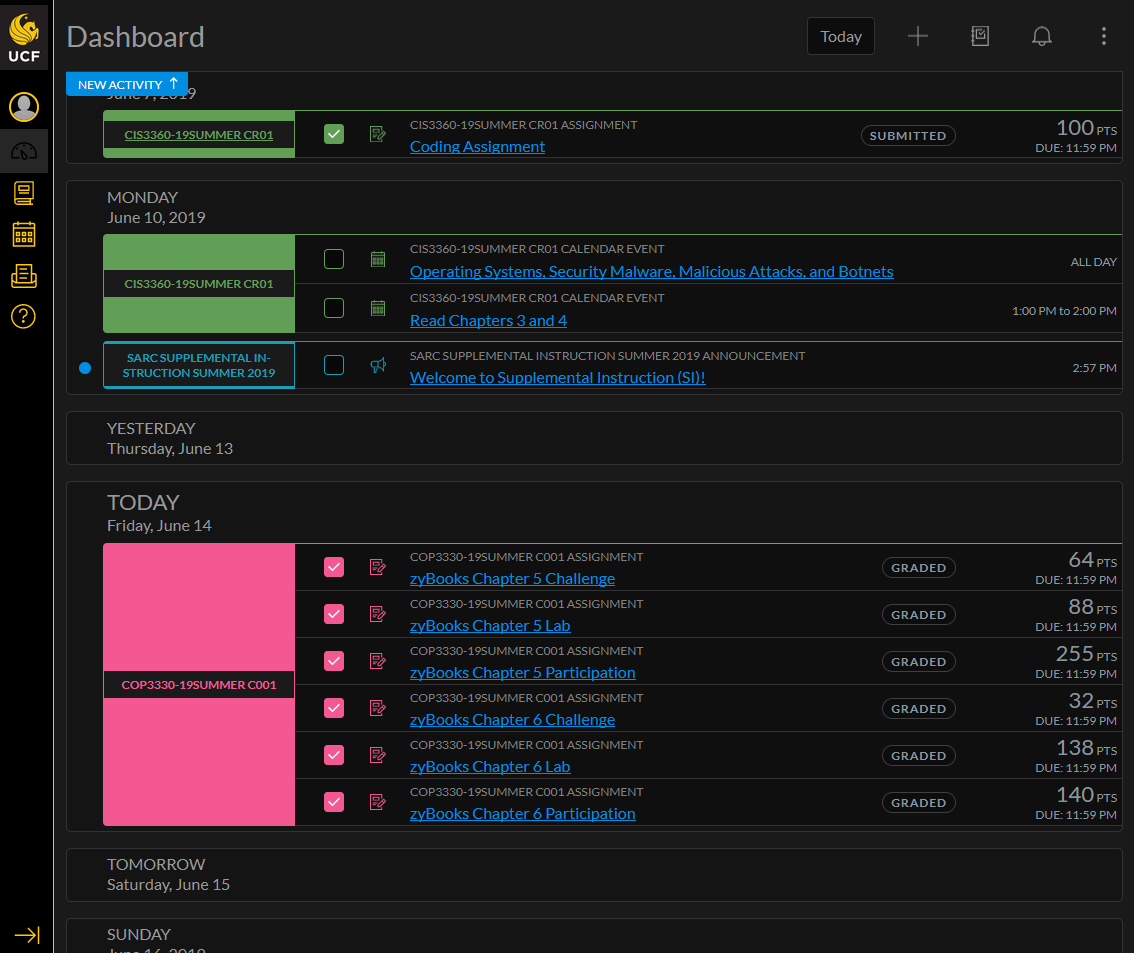 UCF
Dashboard
Today
NEW ACTIVITY
June 7, 2019
CIS3360-19SUMMER CR01
CIS3360-19SUMMER CR01 ASSIGNMENT
Coding Assignment
SUBMITTED
100 PTS
DUE: 11:59 PM
MONDAY
June 10, 2019
CIS3360-19SUMMER CR01
CIS3360-19SUMMER CR01 CALENDAR EVENT
Operating Systems, Security Malware, Malicious Attacks, and Botnets
ALL DAY
CIS3360-19SUMMER CR01 CALENDAR EVENT
Read Chapters 3 and 4
1:00 PM to 2:00 PM
SARC SUPPLEMENTAL IN-
STRUCTION SUMMER 2019
SARC SUPPLEMENTAL INSTRUCTION SUMMER 2019 ANNOUNCEMENT
Welcome to Supplemental Instruction (SI)!
2:57 PM
YESTERDAY
Thursday, June 13
TODAY
Friday, June 14
COP3330-19SUMMER C001
COP3330-19SUMMER C001 ASSIGNMENT
zyBooks Chapter 5 Challenge
GRADED
64 PTS
DUE: 11:59 PM
COP3330-19SUMMER C001 ASSIGNMENT
zyBooks Chapter 5 Lab
GRADED
88 PTS
DUE: 11:59 PM
COP3330-19SUMMER C001 ASSIGNMENT
zyBooks Chapter 5 Participation
GRADED
255 PTS
DUE: 11:59 PM
COP3330-19SUMMER C001 ASSIGNMENT
zyBooks Chapter 6 Challenge
GRADED
32 PTS
DUE: 11:59 PM
COP3330-19SUMMER C001 ASSIGNMENT
zyBooks Chapter 6 Lab
GRADED
138 PTS
DUE: 11:59 PM
COP3330-19SUMMER C001 ASSIGNMENT
zyBooks Chapter 6 Participation
GRADED
140 PTS
DUE: 11:59 PM
TOMORROW
Saturday, June 15
SUNDAY
June 16, 2019